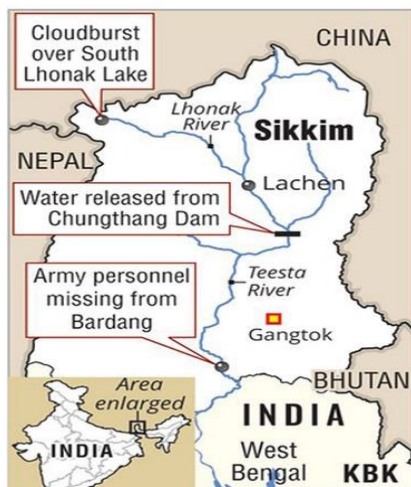 Cloudburst
over South
Lhonak Lake
CHINA
Lhonak
River
Sikkim
NEPAL
Lachen
Water released from
Chungthang Dam
Army personnel
missing from
Bardang
Teesta
River
Gangtok
BHUTAN
Area
enlarged
INDIA
INDIA
West
Bengal
KBK